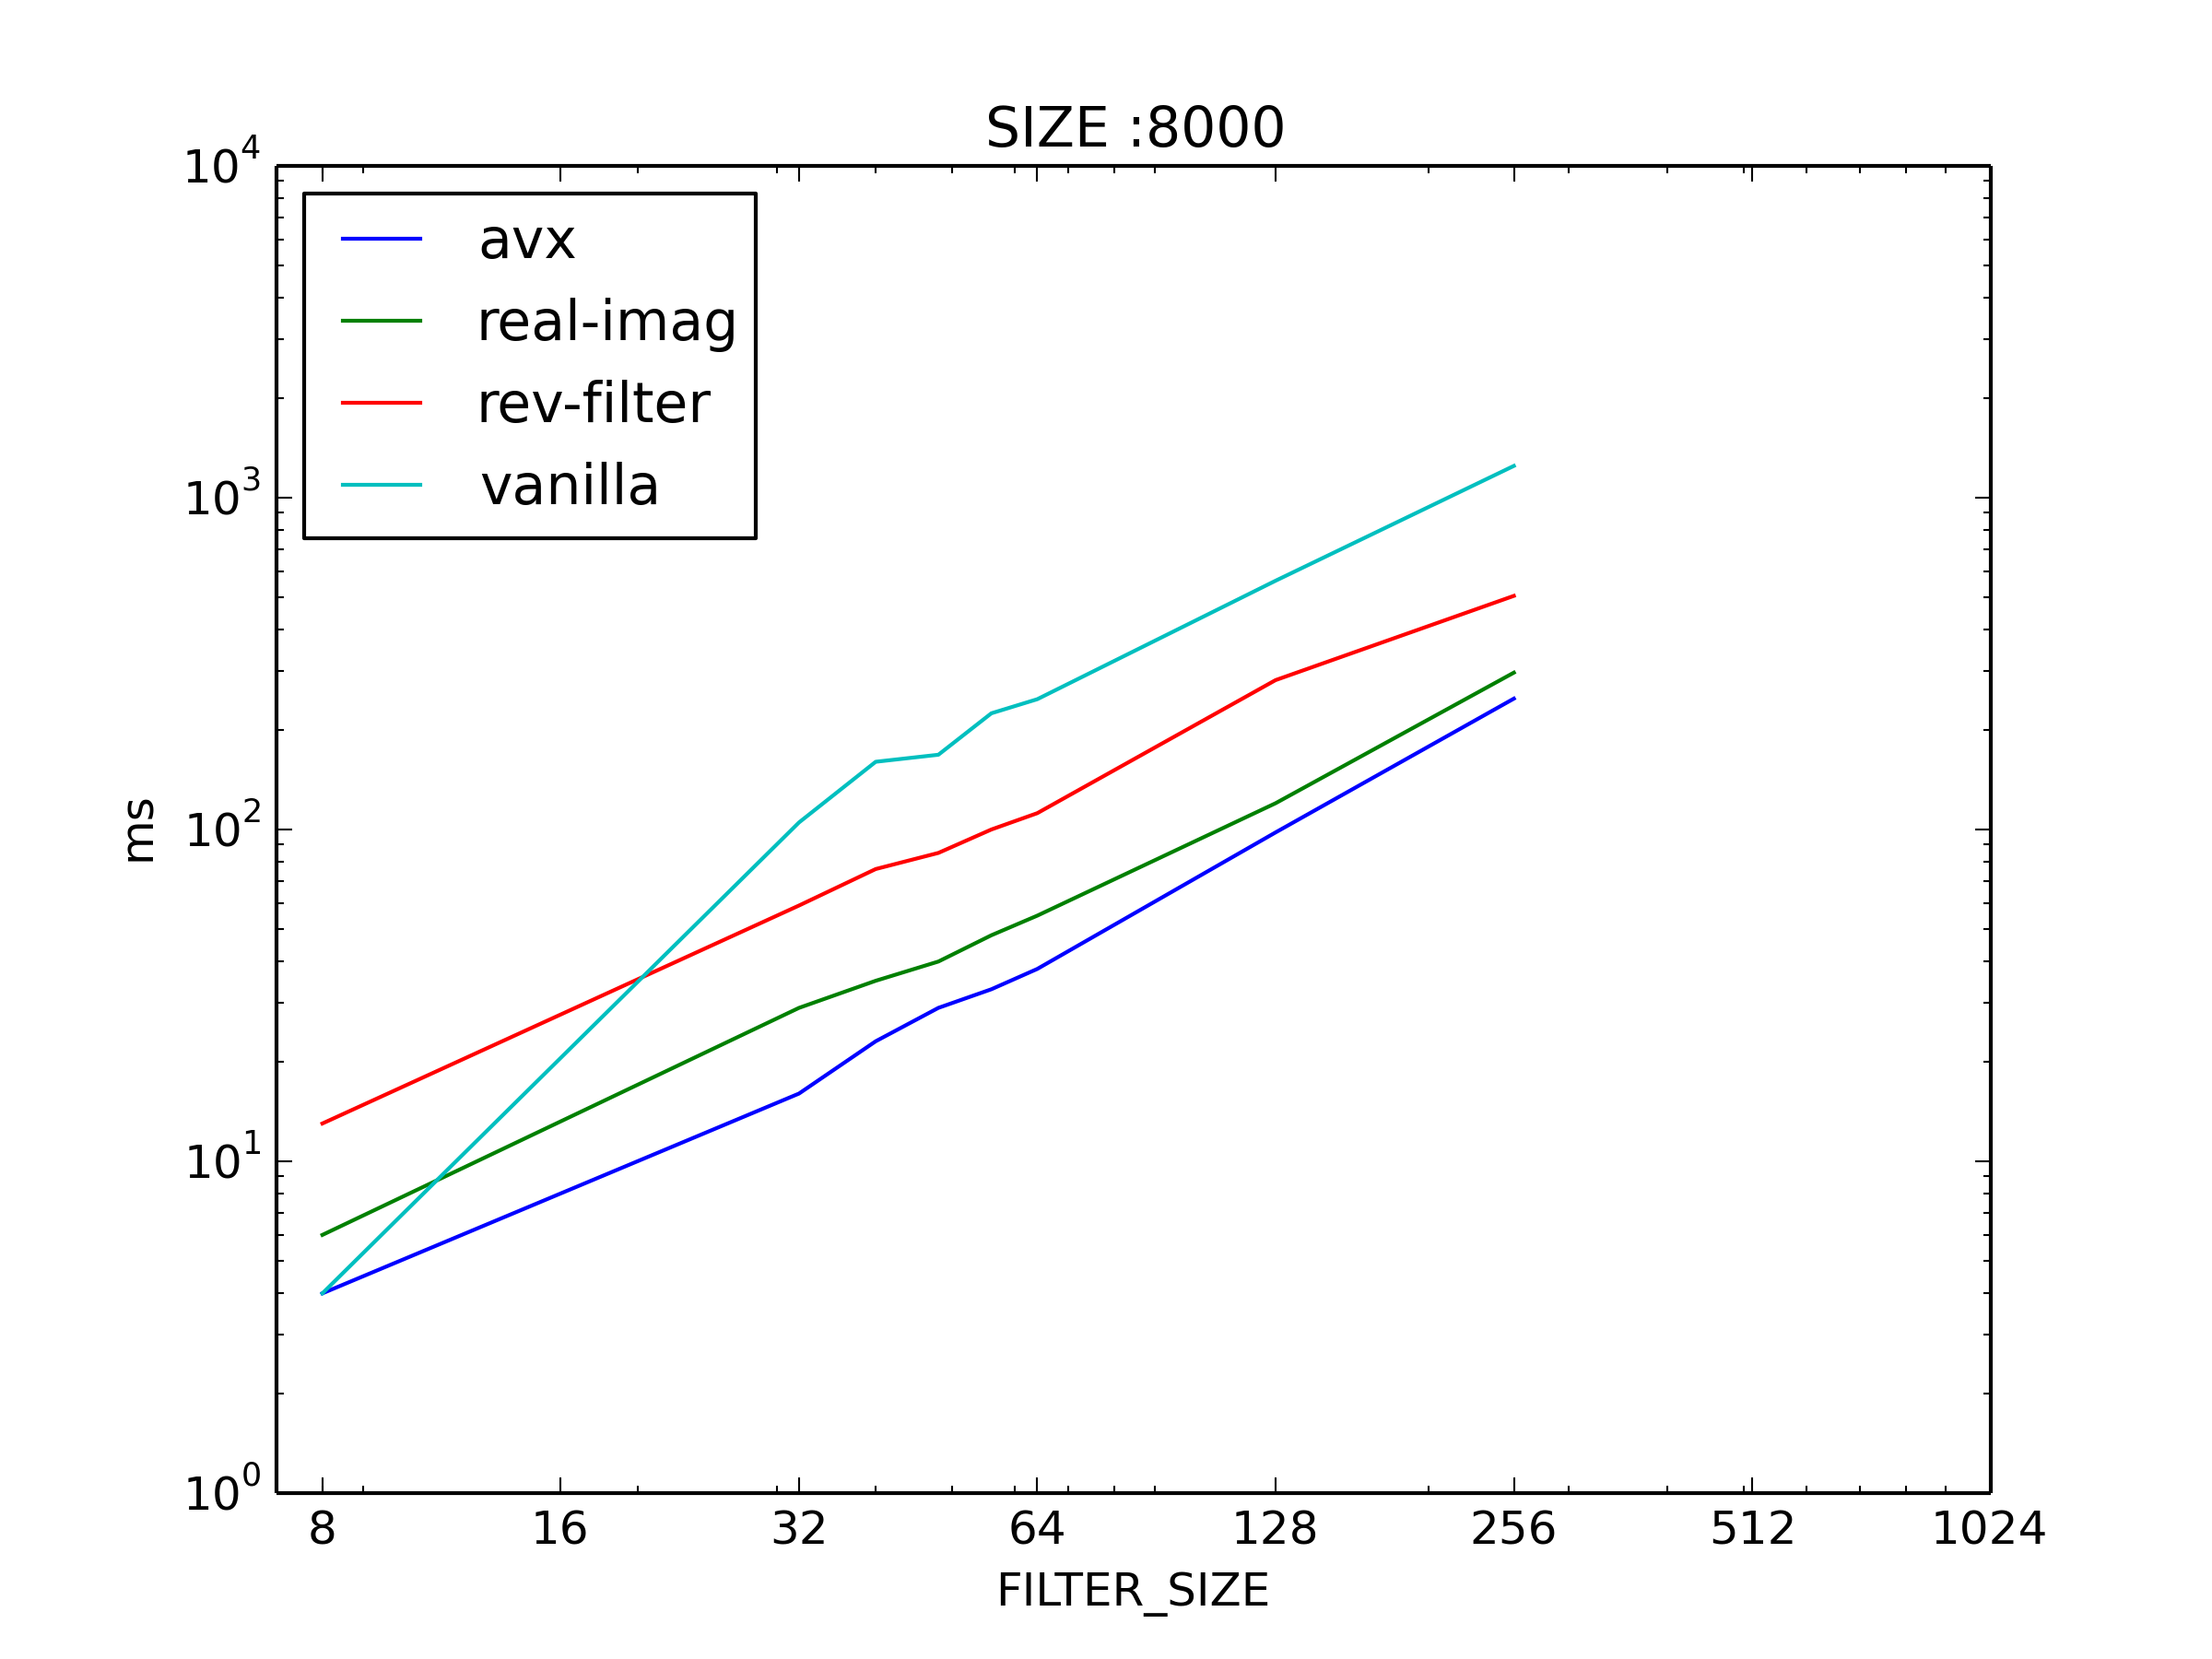 SIZE :8000
10^4
10^3
10^2
10^1
10^0
ms
avx
real-imag
rev-filter
vanilla
8 16 32 64 128 256 512 1024
FILTER_SIZE